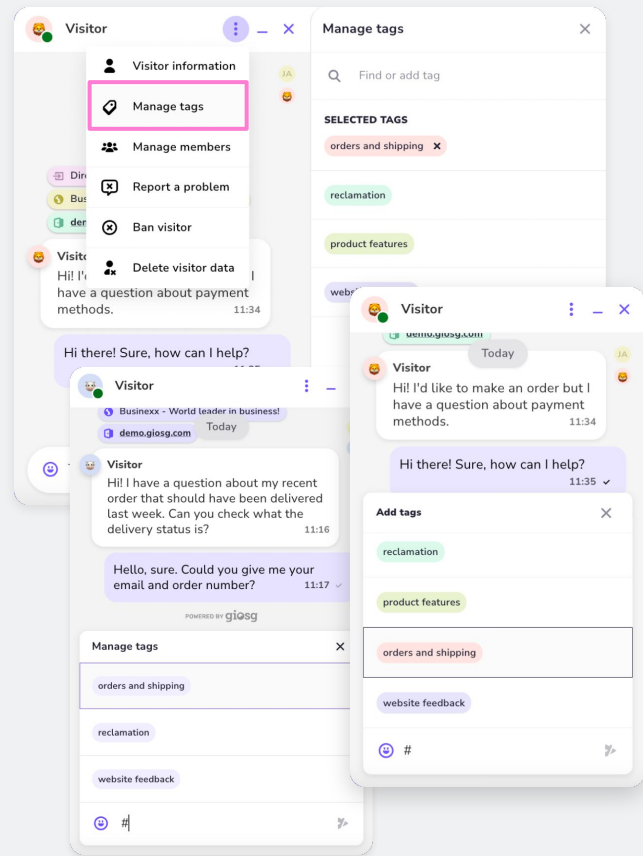 Visitor
Visitor information
Manage tags
Manage members
Report a problem
Ban visitor
Delete visitor data
JA
Hi! I'd
have a question about payment
methods.
11:34
Hi there! Sure, how can I help?
Manage tags
Find or add tag
SELECTED TAGS
orders and shipping
reclamation
product features
Visitor
Businexx - World leader in business!
demo.giosg.com
Today
Visitor
Hi! I have a question about my recent
order that should have been delivered
last week. Can you check what the
delivery status is?
11:16
Hello, sure. Could you give me your
email and order number?
11:17
POWERED BY giosg
Manage tags
orders and shipping
reclamation
website feedback
#
Visitor
demo.giosg.com
Today
JA
Visitor
Hi! I'd like to make an order but I
have a question about payment
methods.
11:34
Hi there! Sure, how can I help?
11:35
Add tags
reclamation
product features
orders and shipping
website feedback
#